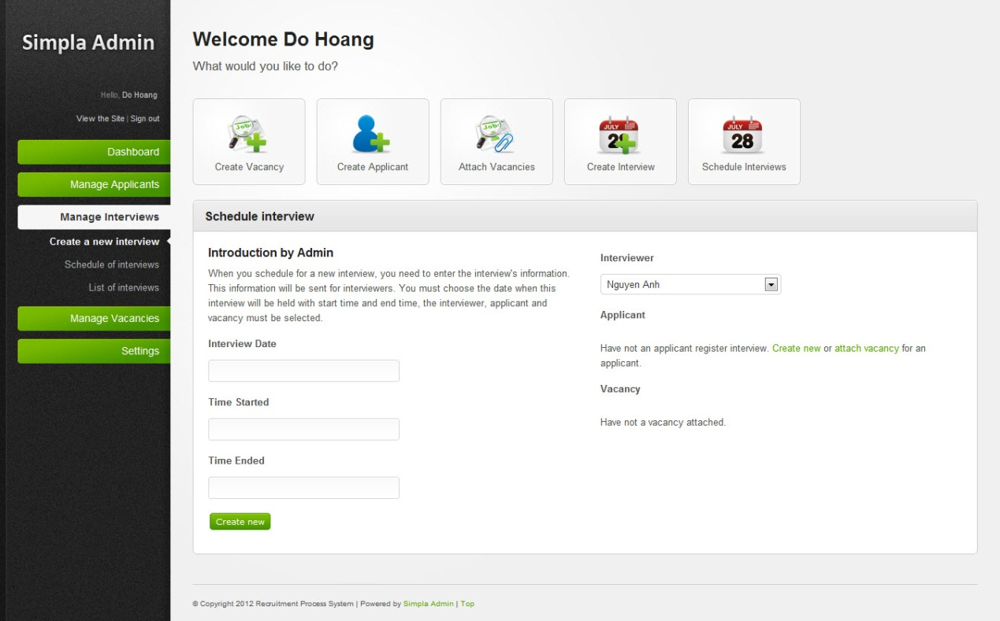 Simpla Admin
Hello, Do Hoang
View the Site | Sign out
Dashboard
Manage Applicants
Manage Interviews
Create a new interview
Schedule of interviews
List of interviews
Manage Vacancies
Settings
Welcome Do Hoang
What would you like to do?
Job!
Create Vacancy
Create Applicant
Job!
Attach Vacancies
JULY
28
Create Interview
JULY
28
Schedule Interviews
Schedule interview
Introduction by Admin
When you schedule for a new interview, you need to enter the interview's information.
This information will be sent for interviewers. You must choose the date when this
interview will be held with start time and end time, the interviewer, applicant and
vacancy must be selected.
Interview Date
Time Started
Time Ended
Create new
Interviewer
Nguyen Anh
Applicant
Have not an applicant register interview. Create new or attach vacancy for an
applicant.
Vacancy
Have not a vacancy attached.
© Copyright 2012 Recruitment Process System | Powered by Simpla Admin | Top